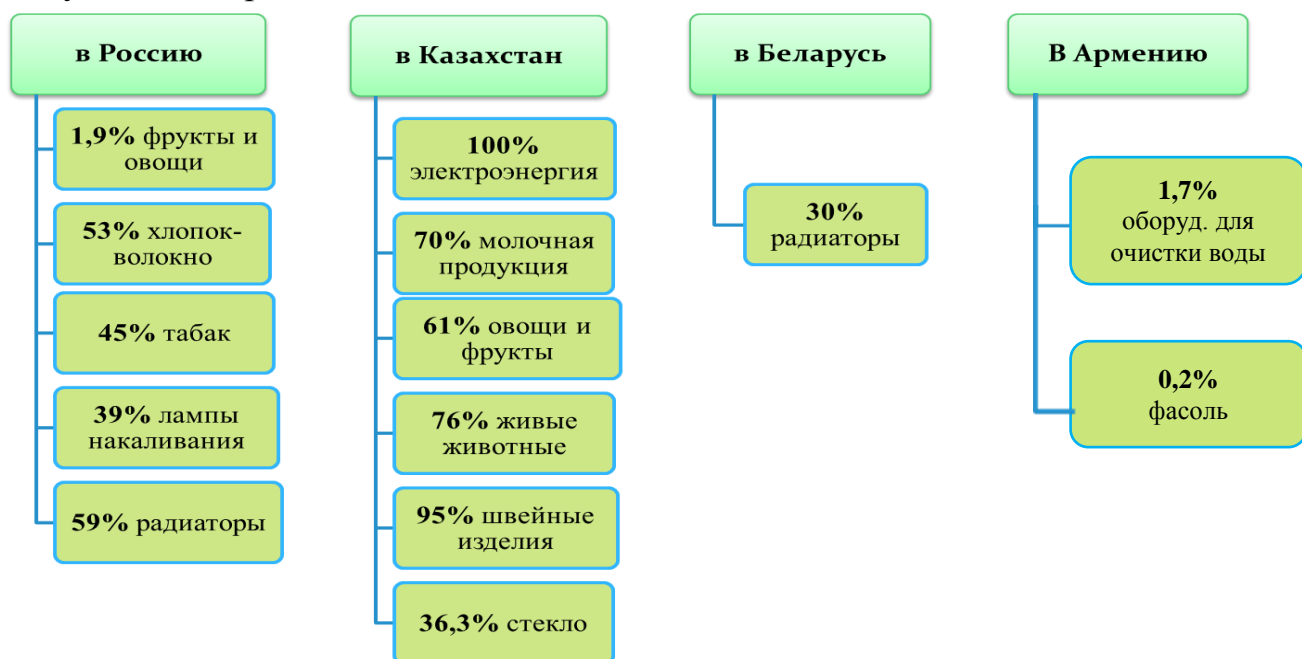 в Россию
1,9% фрукты и
овощи
53% хлопок-
волокно
45% табак
39% лампы
накаливания
59% радиаторы
в Казахстан
100%
электроэнергия
70% молочная
продукция
61% овощи и
фрукты
76% живые
животные
95% швейные
изделия
36,3% стекло
в Беларусь
30%
радиаторы
В Армению
1,7%
оборуд. для
очистки воды
0,2%
фасоль